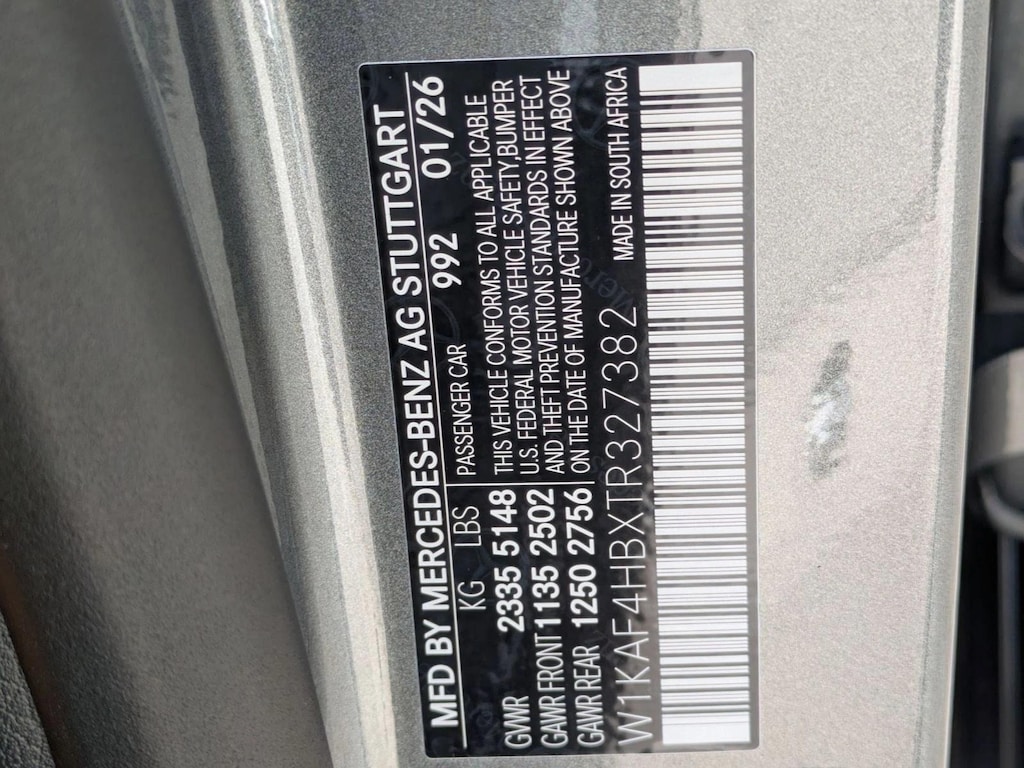 MFD BY MERCEDES-BENZ AG STUTTGART
992 01/26
KG LBS PASSENGER CAR
GWR 2335 5148 THIS VEHICLE CONFORMS TO ALL APPLICABLE
U.S. FEDERAL MOTOR VEHICLE SAFETY,BUMPER
GAWR FRONT 1135 2502 AND THEFT PREVENTION STANDARDS IN EFFECT
GAWR REAR 1250 2756 ON THE DATE OF MANUFACTURE SHOWN ABOVE
W1KAF4HBXTR327382 MADE IN SOUTH AFRICA